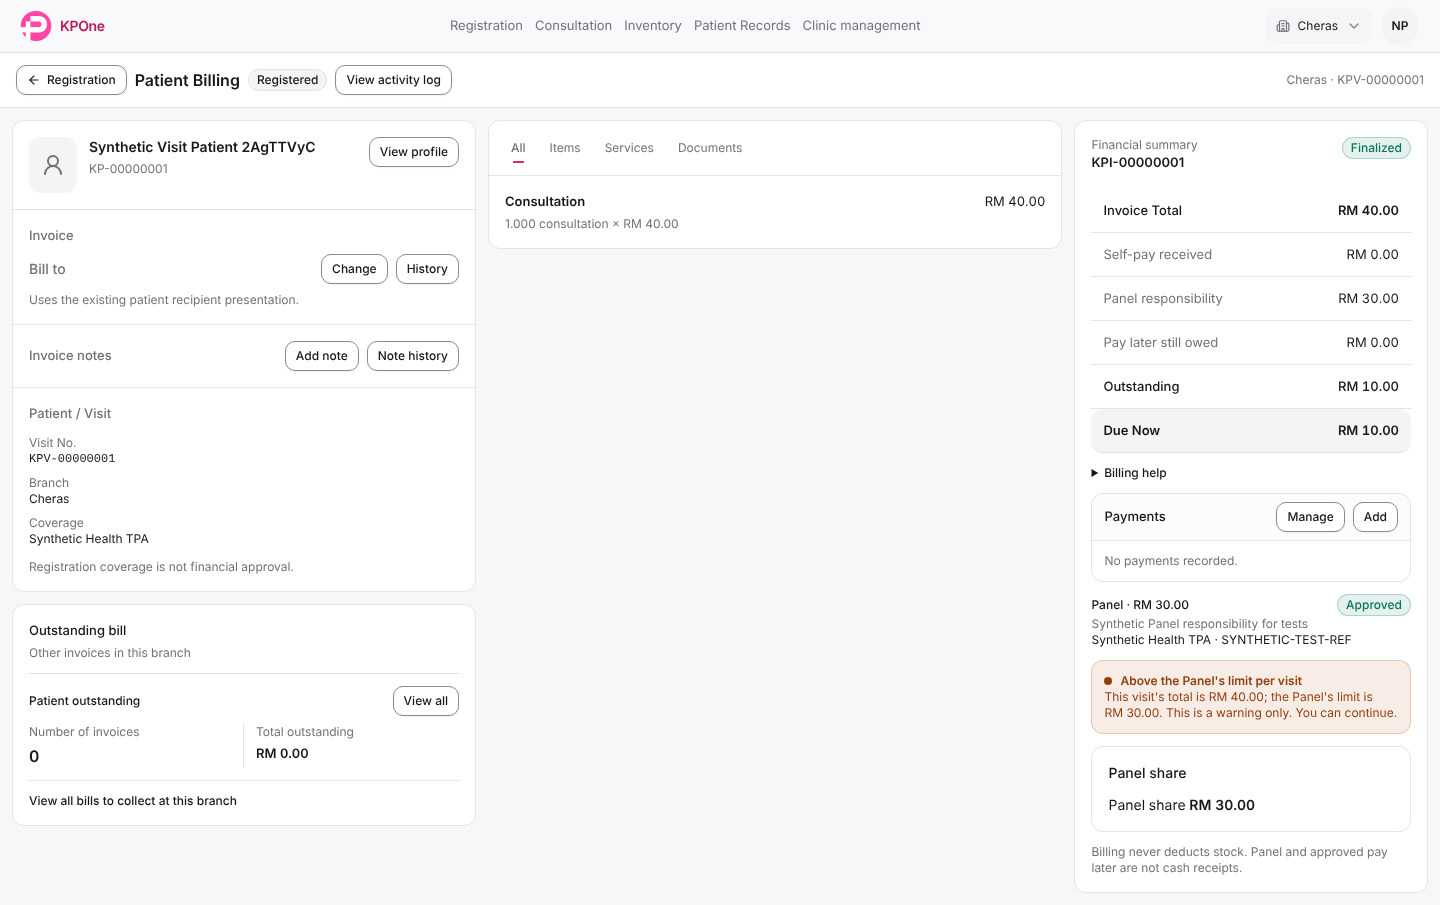 KPOne
Registration Consultation Inventory Patient Records Clinic management
Cheras
NP
Registration
Patient Billing
Registered
View activity log
Cheras · KPV-00000001
Synthetic Visit Patient 2AgTTVyC
KP-00000001
View profile
Invoice
Bill to
Change
History
Uses the existing patient recipient presentation.
Invoice notes
Add note
Note history
Patient / Visit
Visit No.
KPV-00000001
Branch
Cheras
Coverage
Synthetic Health TPA
Registration coverage is not financial approval.
Outstanding bill
Other invoices in this branch
Patient outstanding
View all
Number of invoices
0
Total outstanding
RM 0.00
View all bills to collect at this branch
All Items Services Documents
Consultation RM 40.00
1.000 consultation × RM 40.00
Financial summary
KPI-00000001
Finalized
Invoice Total RM 40.00
Self-pay received RM 0.00
Panel responsibility RM 30.00
Pay later still owed RM 0.00
Outstanding RM 10.00
Due Now RM 10.00
Billing help
Payments
Manage
Add
No payments recorded.
Panel · RM 30.00
Approved
Synthetic Panel responsibility for tests
Synthetic Health TPA · SYNTHETIC-TEST-REF
Above the Panel's limit per visit
This visit's total is RM 40.00; the Panel's limit is
RM 30.00. This is a warning only. You can continue.
Panel share
Panel share RM 30.00
Billing never deducts stock. Panel and approved pay
later are not cash receipts.